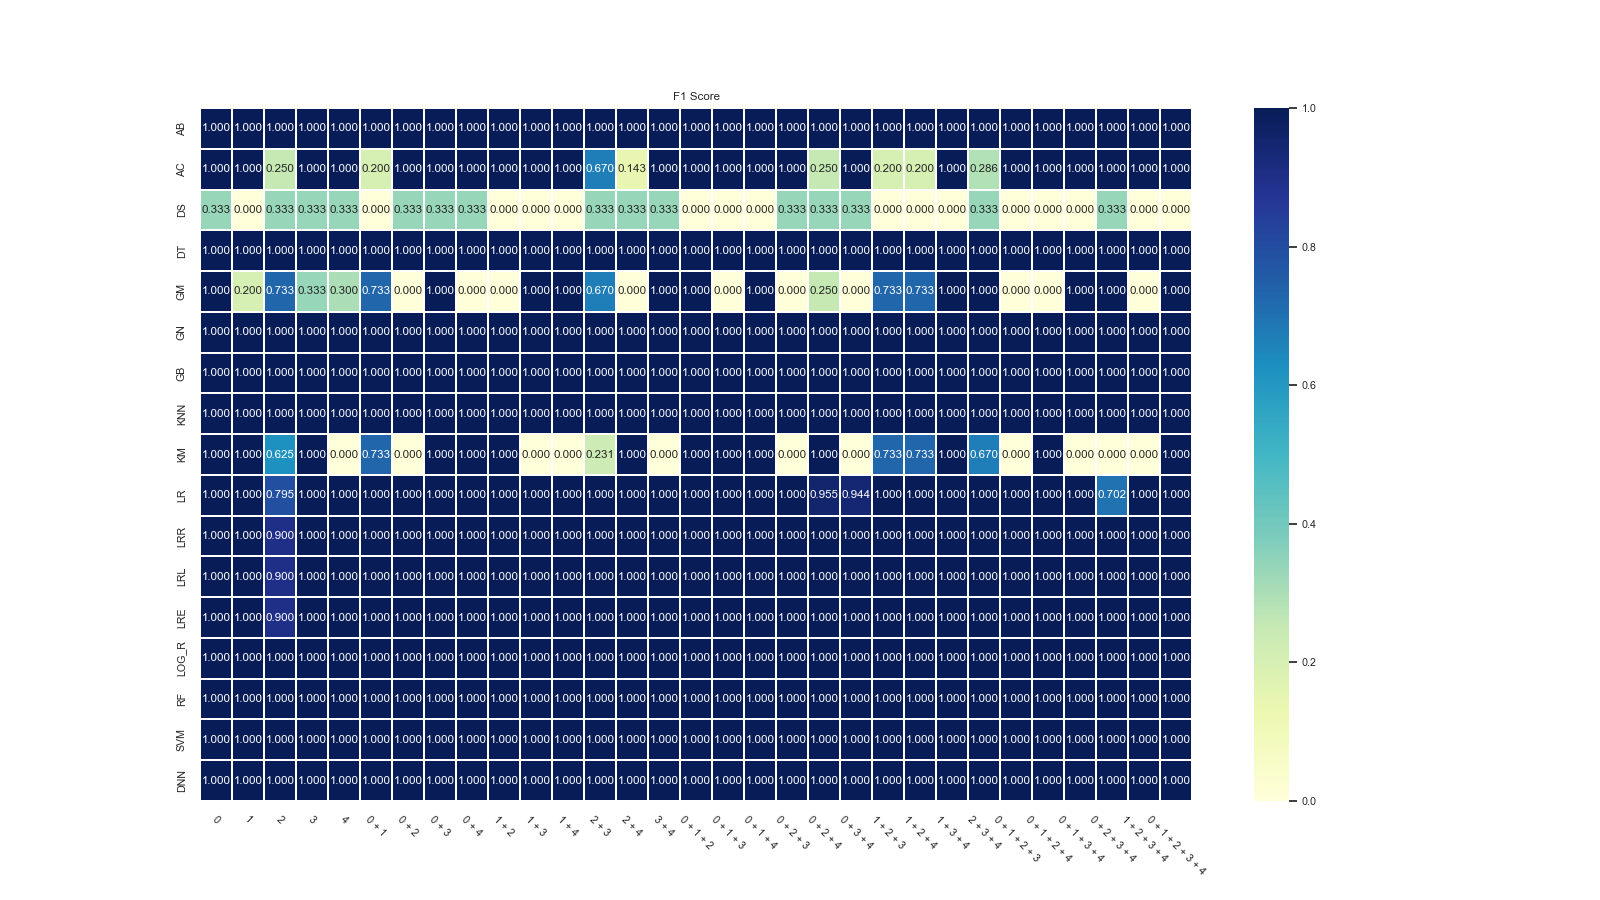 F1 Score
AB 1.000 1.000 1.000 1.000 1.000 1.000 1.000 1.000 1.000 1.000 1.000 1.000 1.000 1.000 1.000 1.000 1.000 1.000 1.000 1.000 1.000 1.000 1.000 1.000 1.000 1.000 1.000 1.000 1.000 1.000 1.000
AC 1.000 1.000 0.250 1.000 1.000 0.200 1.000 1.000 1.000 1.000 1.000 1.000 0.670 0.143 1.000 1.000 1.000 1.000 1.000 0.250 1.000 0.200 0.200 1.000 0.286 1.000 1.000 1.000 1.000 1.000 1.000
DS 0.333 0.000 0.333 0.333 0.333 0.000 0.333 0.333 0.333 0.000 0.000 0.000 0.333 0.333 0.333 0.000 0.000 0.000 0.333 0.333 0.333 0.000 0.000 0.000 0.333 0.000 0.000 0.000 0.333 0.000 0.000
DT 1.000 1.000 1.000 1.000 1.000 1.000 1.000 1.000 1.000 1.000 1.000 1.000 1.000 1.000 1.000 1.000 1.000 1.000 1.000 1.000 1.000 1.000 1.000 1.000 1.000 1.000 1.000 1.000 1.000 1.000 1.000
GM 1.000 0.200 0.733 0.333 0.300 0.733 0.000 1.000 0.000 0.000 1.000 1.000 0.670 0.000 1.000 1.000 0.000 1.000 0.000 0.250 0.000 0.733 0.733 1.000 1.000 0.000 0.000 1.000 1.000 0.000 1.000
GN 1.000 1.000 1.000 1.000 1.000 1.000 1.000 1.000 1.000 1.000 1.000 1.000 1.000 1.000 1.000 1.000 1.000 1.000 1.000 1.000 1.000 1.000 1.000 1.000 1.000 1.000 1.000 1.000 1.000 1.000 1.000
GB 1.000 1.000 1.000 1.000 1.000 1.000 1.000 1.000 1.000 1.000 1.000 1.000 1.000 1.000 1.000 1.000 1.000 1.000 1.000 1.000 1.000 1.000 1.000 1.000 1.000 1.000 1.000 1.000 1.000 1.000 1.000
KNN 1.000 1.000 1.000 1.000 1.000 1.000 1.000 1.000 1.000 1.000 1.000 1.000 1.000 1.000 1.000 1.000 1.000 1.000 1.000 1.000 1.000 1.000 1.000 1.000 1.000 1.000 1.000 1.000 1.000 1.000 1.000
KM 1.000 1.000 0.625 1.000 0.000 0.733 0.000 1.000 1.000 1.000 0.000 0.000 0.231 1.000 0.000 1.000 1.000 1.000 0.000 1.000 0.000 0.733 0.733 1.000 0.670 0.000 1.000 0.000 0.000 0.000 1.000
LR 1.000 1.000 0.795 1.000 1.000 1.000 1.000 1.000 1.000 1.000 1.000 1.000 1.000 1.000 1.000 1.000 1.000 1.000 1.000 0.955 0.944 1.000 1.000 1.000 1.000 1.000 1.000 1.000 0.702 1.000 1.000
LRR 1.000 1.000 0.900 1.000 1.000 1.000 1.000 1.000 1.000 1.000 1.000 1.000 1.000 1.000 1.000 1.000 1.000 1.000 1.000 1.000 1.000 1.000 1.000 1.000 1.000 1.000 1.000 1.000 1.000 1.000 1.000
LRL 1.000 1.000 0.900 1.000 1.000 1.000 1.000 1.000 1.000 1.000 1.000 1.000 1.000 1.000 1.000 1.000 1.000 1.000 1.000 1.000 1.000 1.000 1.000 1.000 1.000 1.000 1.000 1.000 1.000 1.000 1.000
LRE 1.000 1.000 0.900 1.000 1.000 1.000 1.000 1.000 1.000 1.000 1.000 1.000 1.000 1.000 1.000 1.000 1.000 1.000 1.000 1.000 1.000 1.000 1.000 1.000 1.000 1.000 1.000 1.000 1.000 1.000 1.000
LOG_R 1.000 1.000 1.000 1.000 1.000 1.000 1.000 1.000 1.000 1.000 1.000 1.000 1.000 1.000 1.000 1.000 1.000 1.000 1.000 1.000 1.000 1.000 1.000 1.000 1.000 1.000 1.000 1.000 1.000 1.000 1.000
RF 1.000 1.000 1.000 1.000 1.000 1.000 1.000 1.000 1.000 1.000 1.000 1.000 1.000 1.000 1.000 1.000 1.000 1.000 1.000 1.000 1.000 1.000 1.000 1.000 1.000 1.000 1.000 1.000 1.000 1.000 1.000
SVM 1.000 1.000 1.000 1.000 1.000 1.000 1.000 1.000 1.000 1.000 1.000 1.000 1.000 1.000 1.000 1.000 1.000 1.000 1.000 1.000 1.000 1.000 1.000 1.000 1.000 1.000 1.000 1.000 1.000 1.000 1.000
DNN 1.000 1.000 1.000 1.000 1.000 1.000 1.000 1.000 1.000 1.000 1.000 1.000 1.000 1.000 1.000 1.000 1.000 1.000 1.000 1.000 1.000 1.000 1.000 1.000 1.000 1.000 1.000 1.000 1.000 1.000 1.000
0
1
2
3
4
0 + 1
0 + 2
0 + 3
0 + 4
1 + 2
1 + 3
1 + 4
2 + 3
2 + 4
3 + 4
0 + 1 + 2
0 + 1 + 3
0 + 1 + 4
0 + 2 + 3
0 + 2 + 4
0 + 3 + 4
1 + 2 + 3
1 + 2 + 4
1 + 3 + 4
2 + 3 + 4
0 + 1 + 2 + 3
0 + 1 + 2 + 4
0 + 1 + 3 + 4
0 + 2 + 3 + 4
1 + 2 + 3 + 4
0 + 1 + 2 + 3 + 4
1.0
0.8
0.6
0.4
0.2
0.0